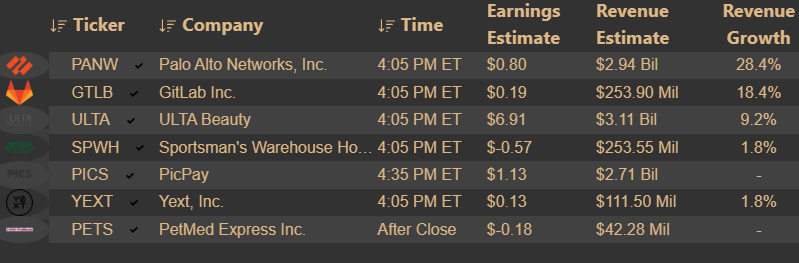 Ticker Company Time Earnings Estimate Revenue Estimate Revenue Growth
PANW Palo Alto Networks, Inc. 4:05 PM ET $0.80 $2.94 Bil 28.4%
GTLB GitLab Inc. 4:05 PM ET $0.19 $253.90 Mil 18.4%
ULTA ULTA ULTA Beauty 4:05 PM ET $6.91 $3.11 Bil 9.2%
SPWH Sportsman's Warehouse Ho... 4:05 PM ET $-0.57 $253.55 Mil 1.8%
PICS PICS PicPay 4:35 PM ET $1.13 $2.71 Bil -
YEXT YEXT Yext, Inc. 4:05 PM ET $0.13 $111.50 Mil 1.8%
PETS PetMed Express Inc. After Close $-0.18 $42.28 Mil -